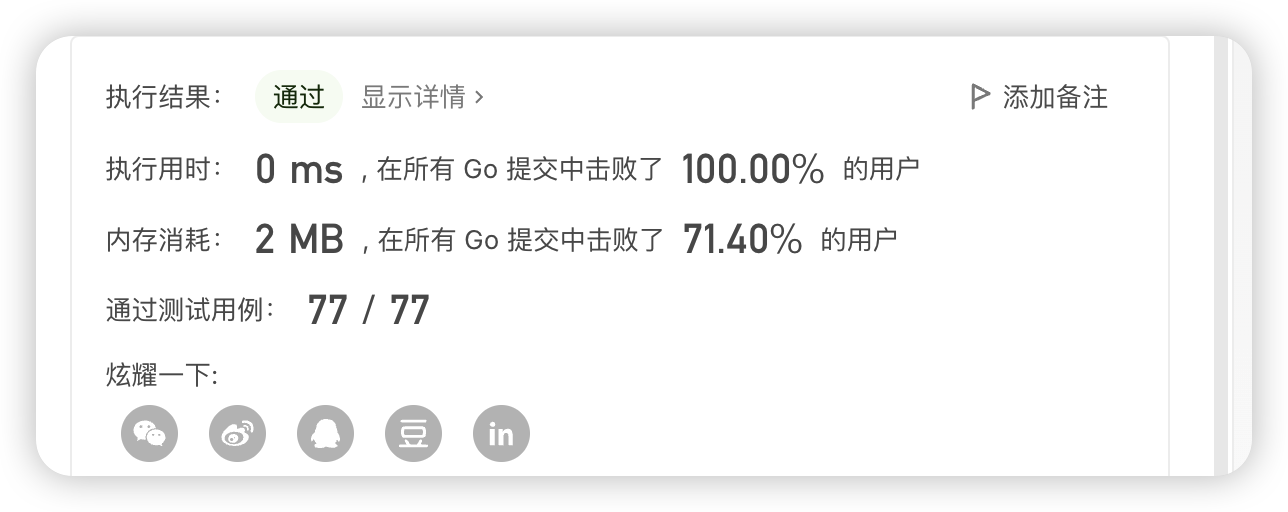 执行结果： 通过 显示详情 › 添加备注
执行用时： 0 ms , 在所有 Go 提交中击败了 100.00% 的用户
内存消耗： 2 MB , 在所有 Go 提交中击败了 71.40% 的用户
通过测试用例： 77 / 77
炫耀一下:
豆 in